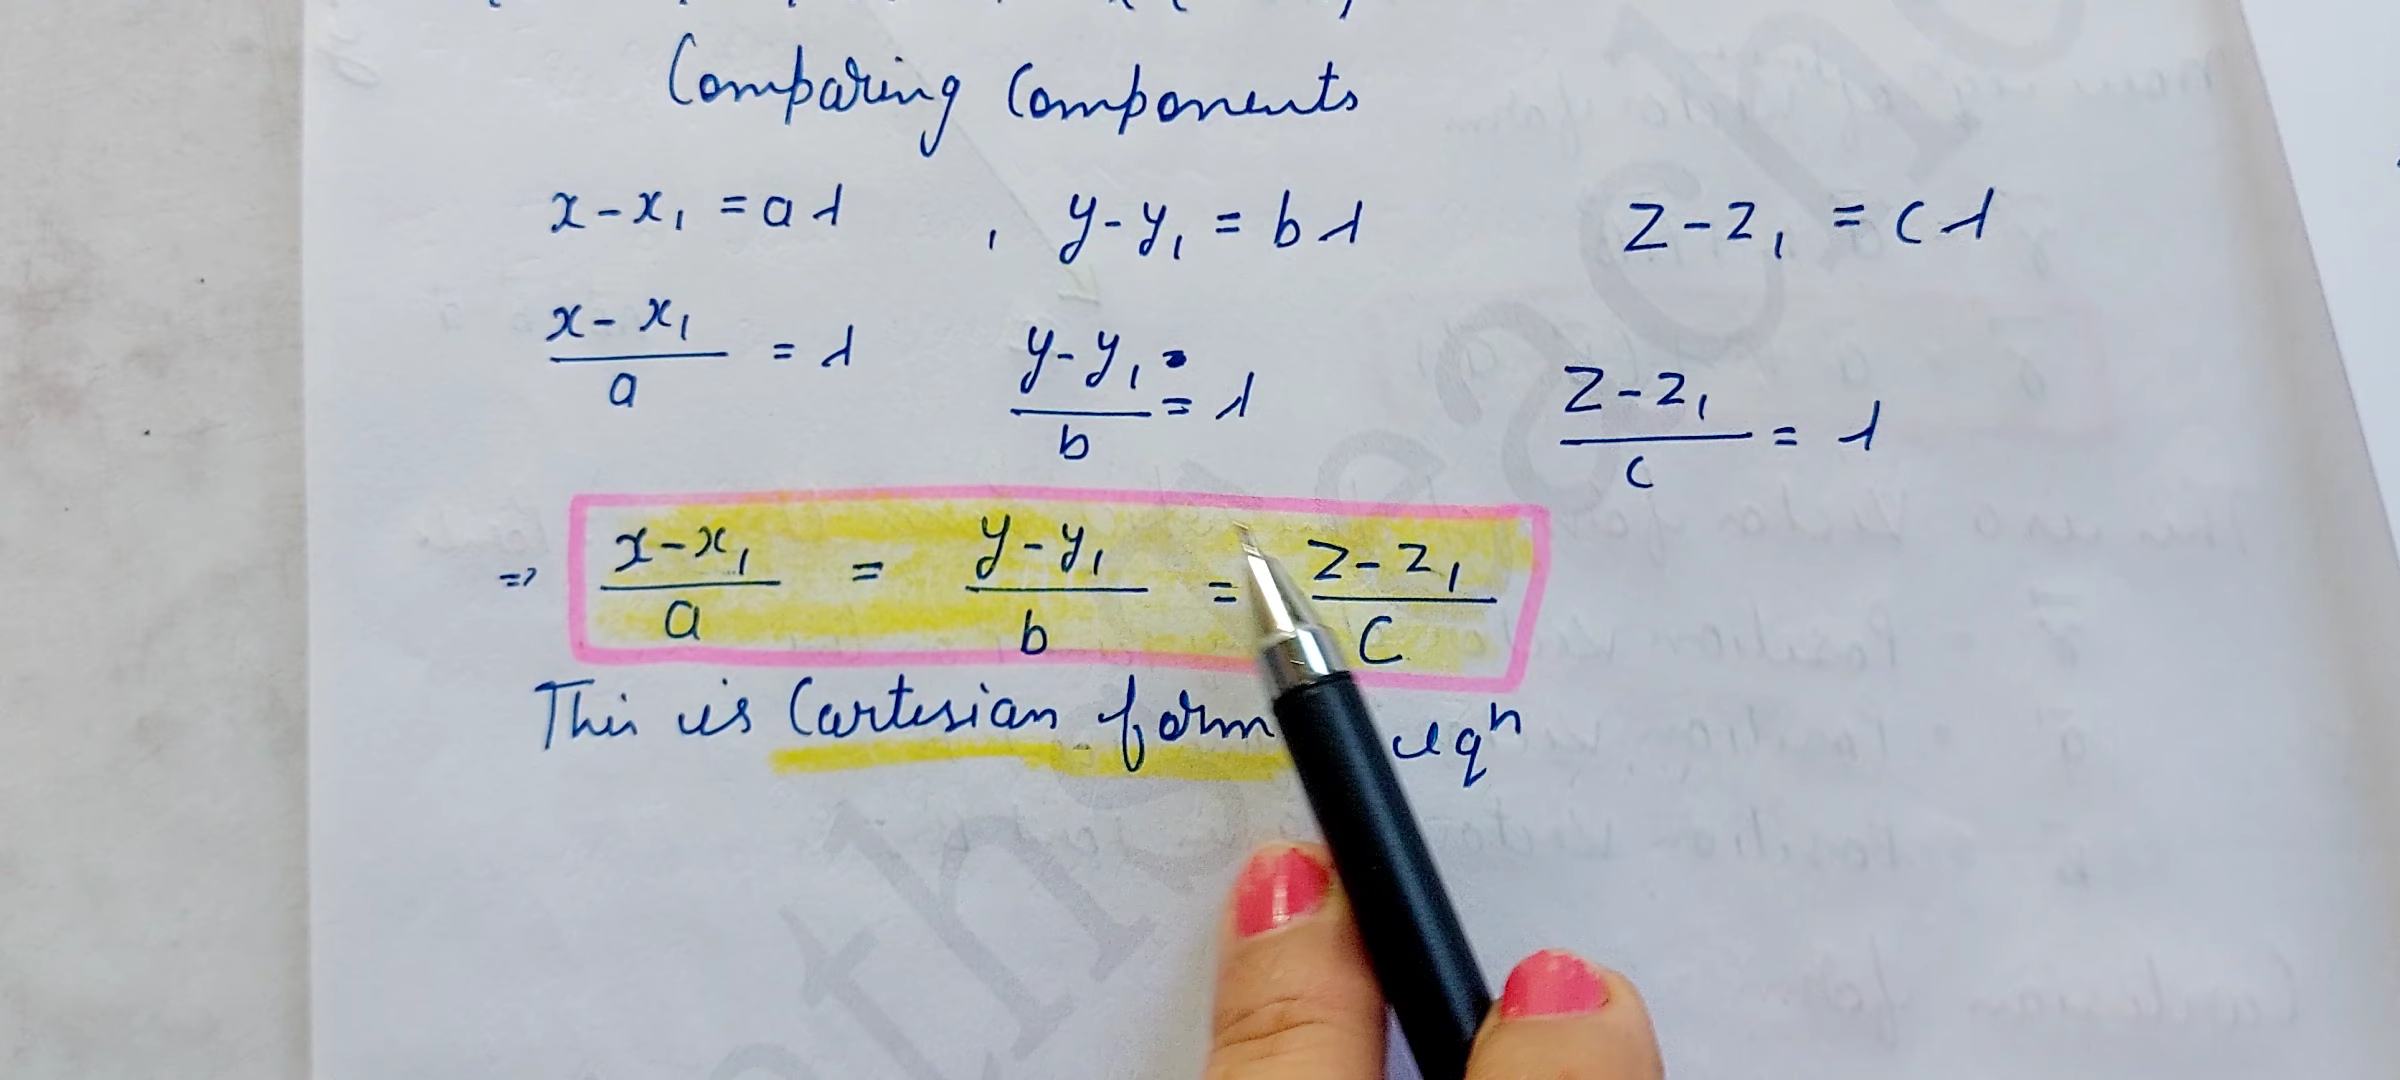 Comparing Components
x - x₁ = aλ , y - y₁ = bλ z - z₁ = cλ
(x - x₁)/a = λ (y - y₁)/b = λ (z - z₁)/c = λ
=> (x - x₁)/a = (y - y₁)/b = (z - z₁)/c
This is Cartesian form eqⁿ